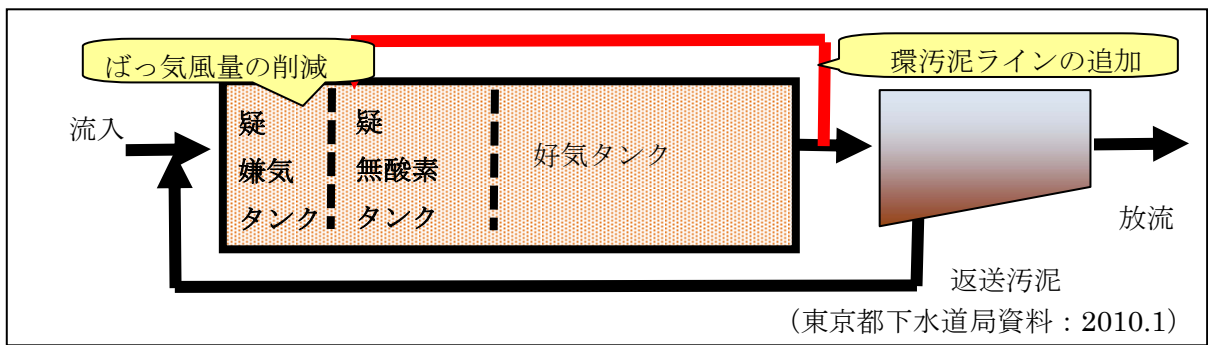 ばっ気風量の削減
環汚泥ラインの追加
流入
疑
嫌気
タンク
疑
無酸素
タンク
好気タンク
放流
返送汚泥
（東京都下水道局資料：2010.1）